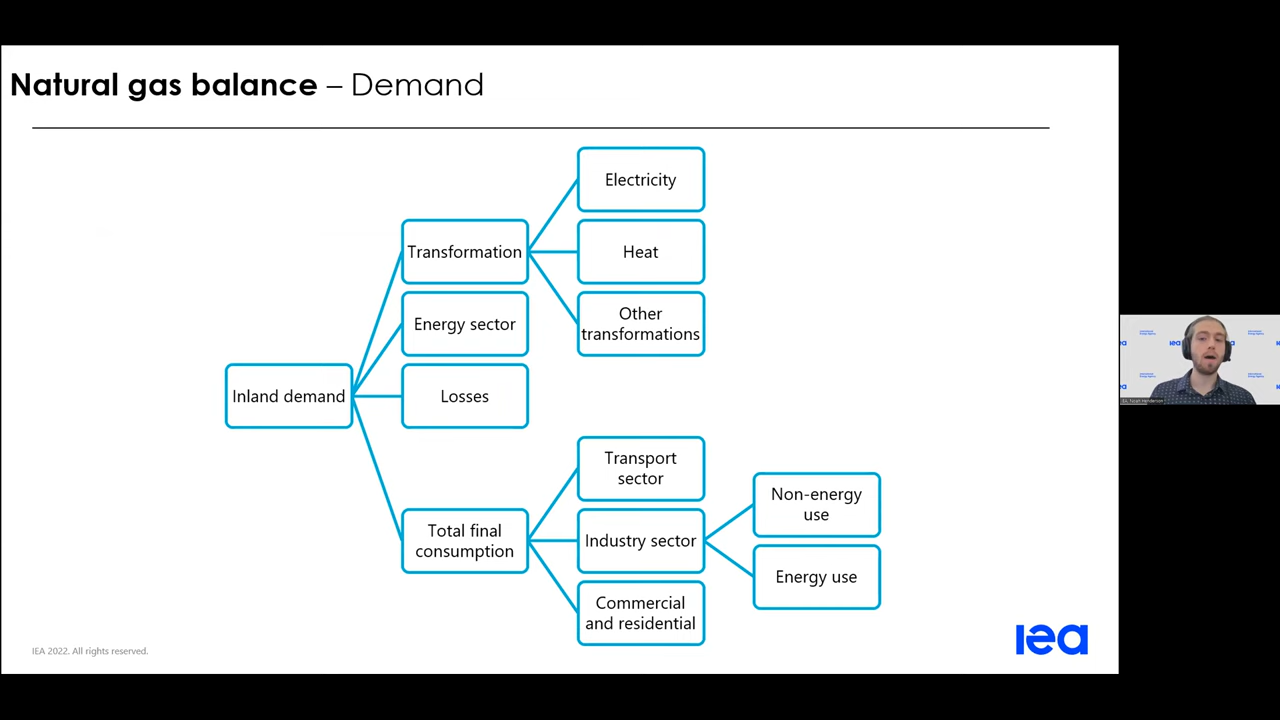 Natural gas balance – Demand
Electricity
Transformation
Heat
Other
transformations
Energy sector
Inland demand
Losses
Transport
sector
Total final
consumption
Industry sector
Non-energy
use
Energy use
Commercial
and residential
IEA 2022. All rights reserved.
iea
iea